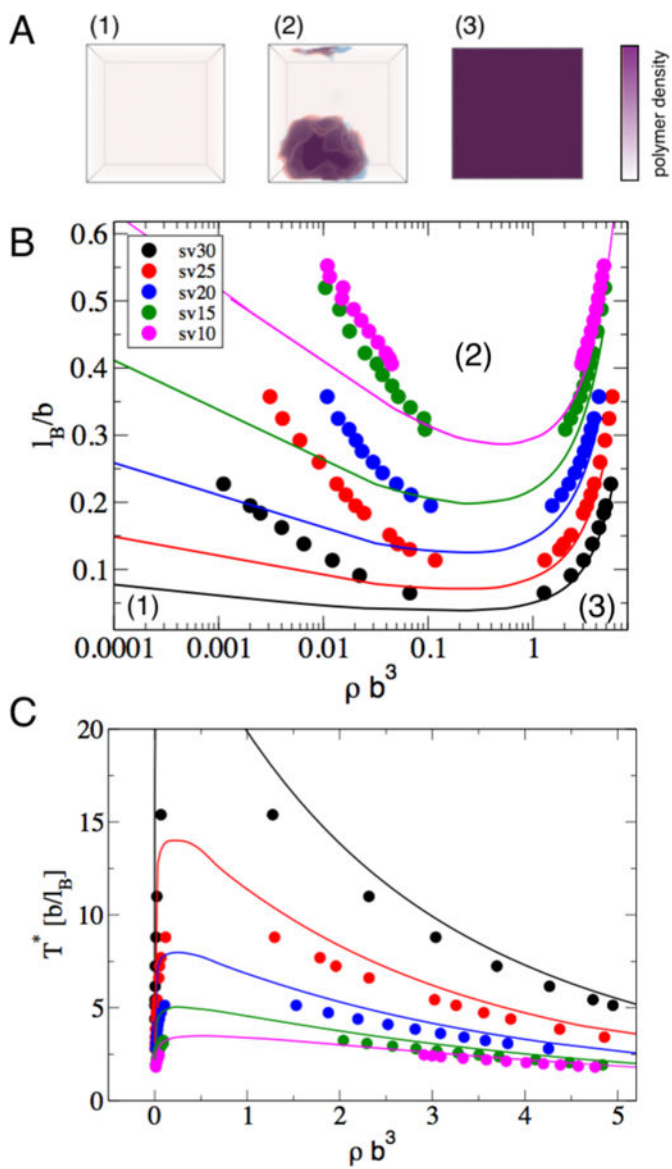 A
(1) (2) (3)
polymer density
B
l_B/b
0.6
0.5
0.4
0.3
0.2
0.1
sv30
sv25
sv20
sv15
sv10
(2)
(1) (3)
0.0001 0.001 0.01 0.1 1
ρ b³
C
T* [b/l_B]
20
15
10
5
0
0 1 2 3 4 5
ρ b³